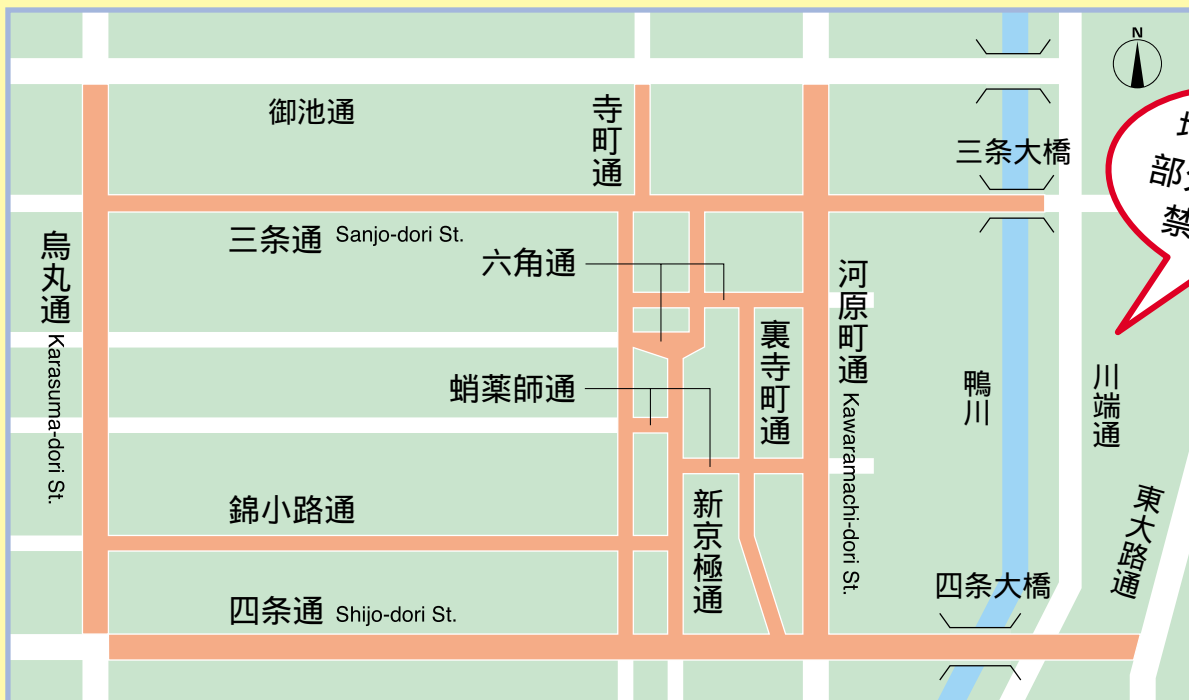 N
御池通
寺町通
三条大橋
部
禁
三条通 Sanjo-dori St.
六角通
烏丸通 Karasuma-dori St.
河原町通 Kawaramachi-dori St.
裏寺町通
蛸薬師通
鴨川
川端通
錦小路通
新京極通
東大路通
四条大橋
四条通 Shijo-dori St.